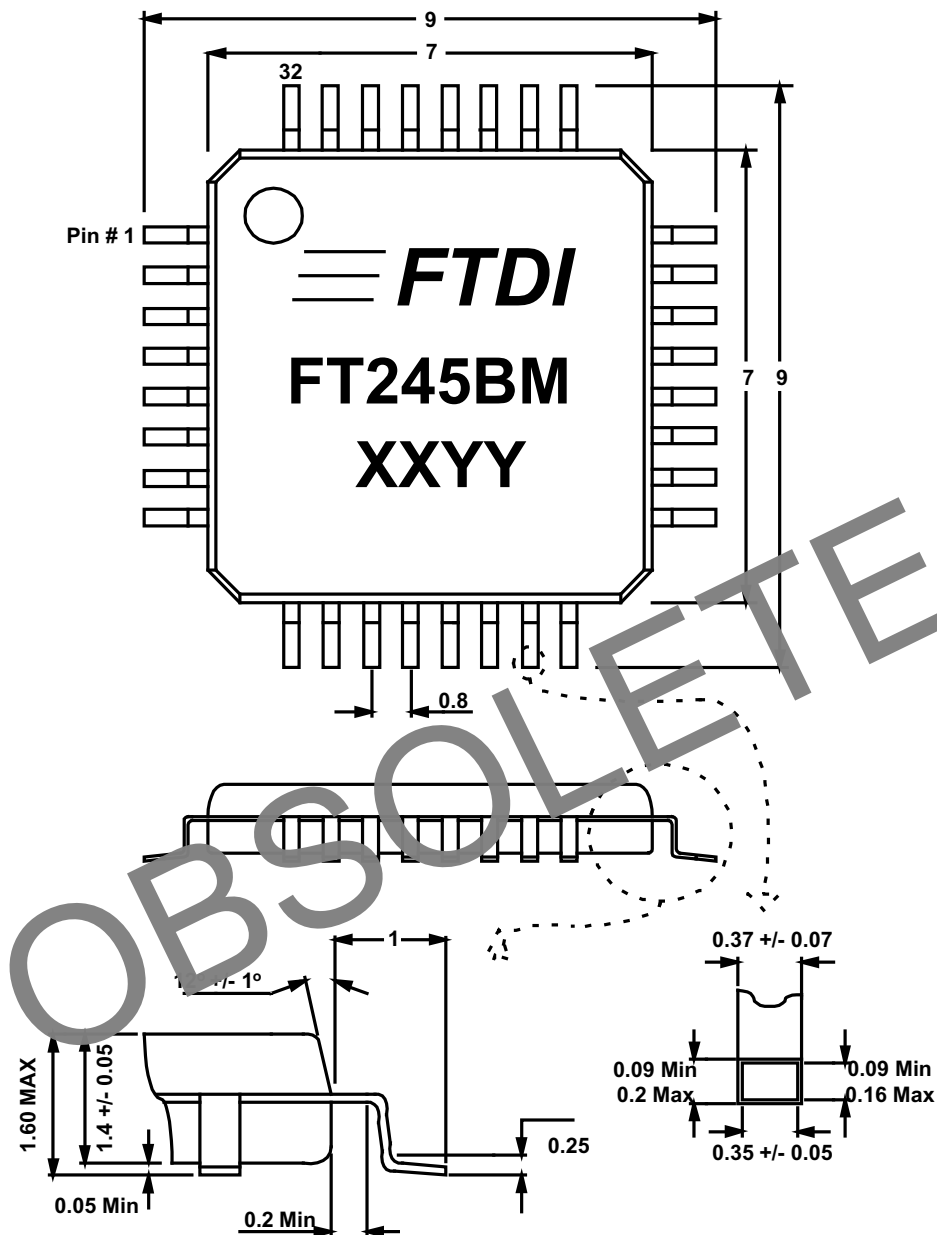 9
7
32
Pin # 1
FTDI
FT245BM
XXYY
7
9
0.8
OBSOLETE
1
12º +/- 1º
0.37 +/- 0.07
1.60 MAX
1.4 +/- 0.05
0.09 Min
0.2 Max
0.09 Min
0.16 Max
0.25
0.35 +/- 0.05
0.05 Min
0.2 Min